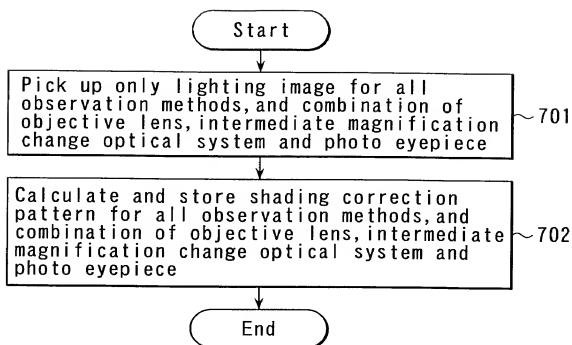 Start
Pick up only lighting image for all
observation methods, and combination of
objective lens, intermediate magnification
change optical system and photo eyepiece
701
Calculate and store shading correction
pattern for all observation methods, and
combination of objective lens, intermediate
magnification change optical system and
photo eyepiece
702
End